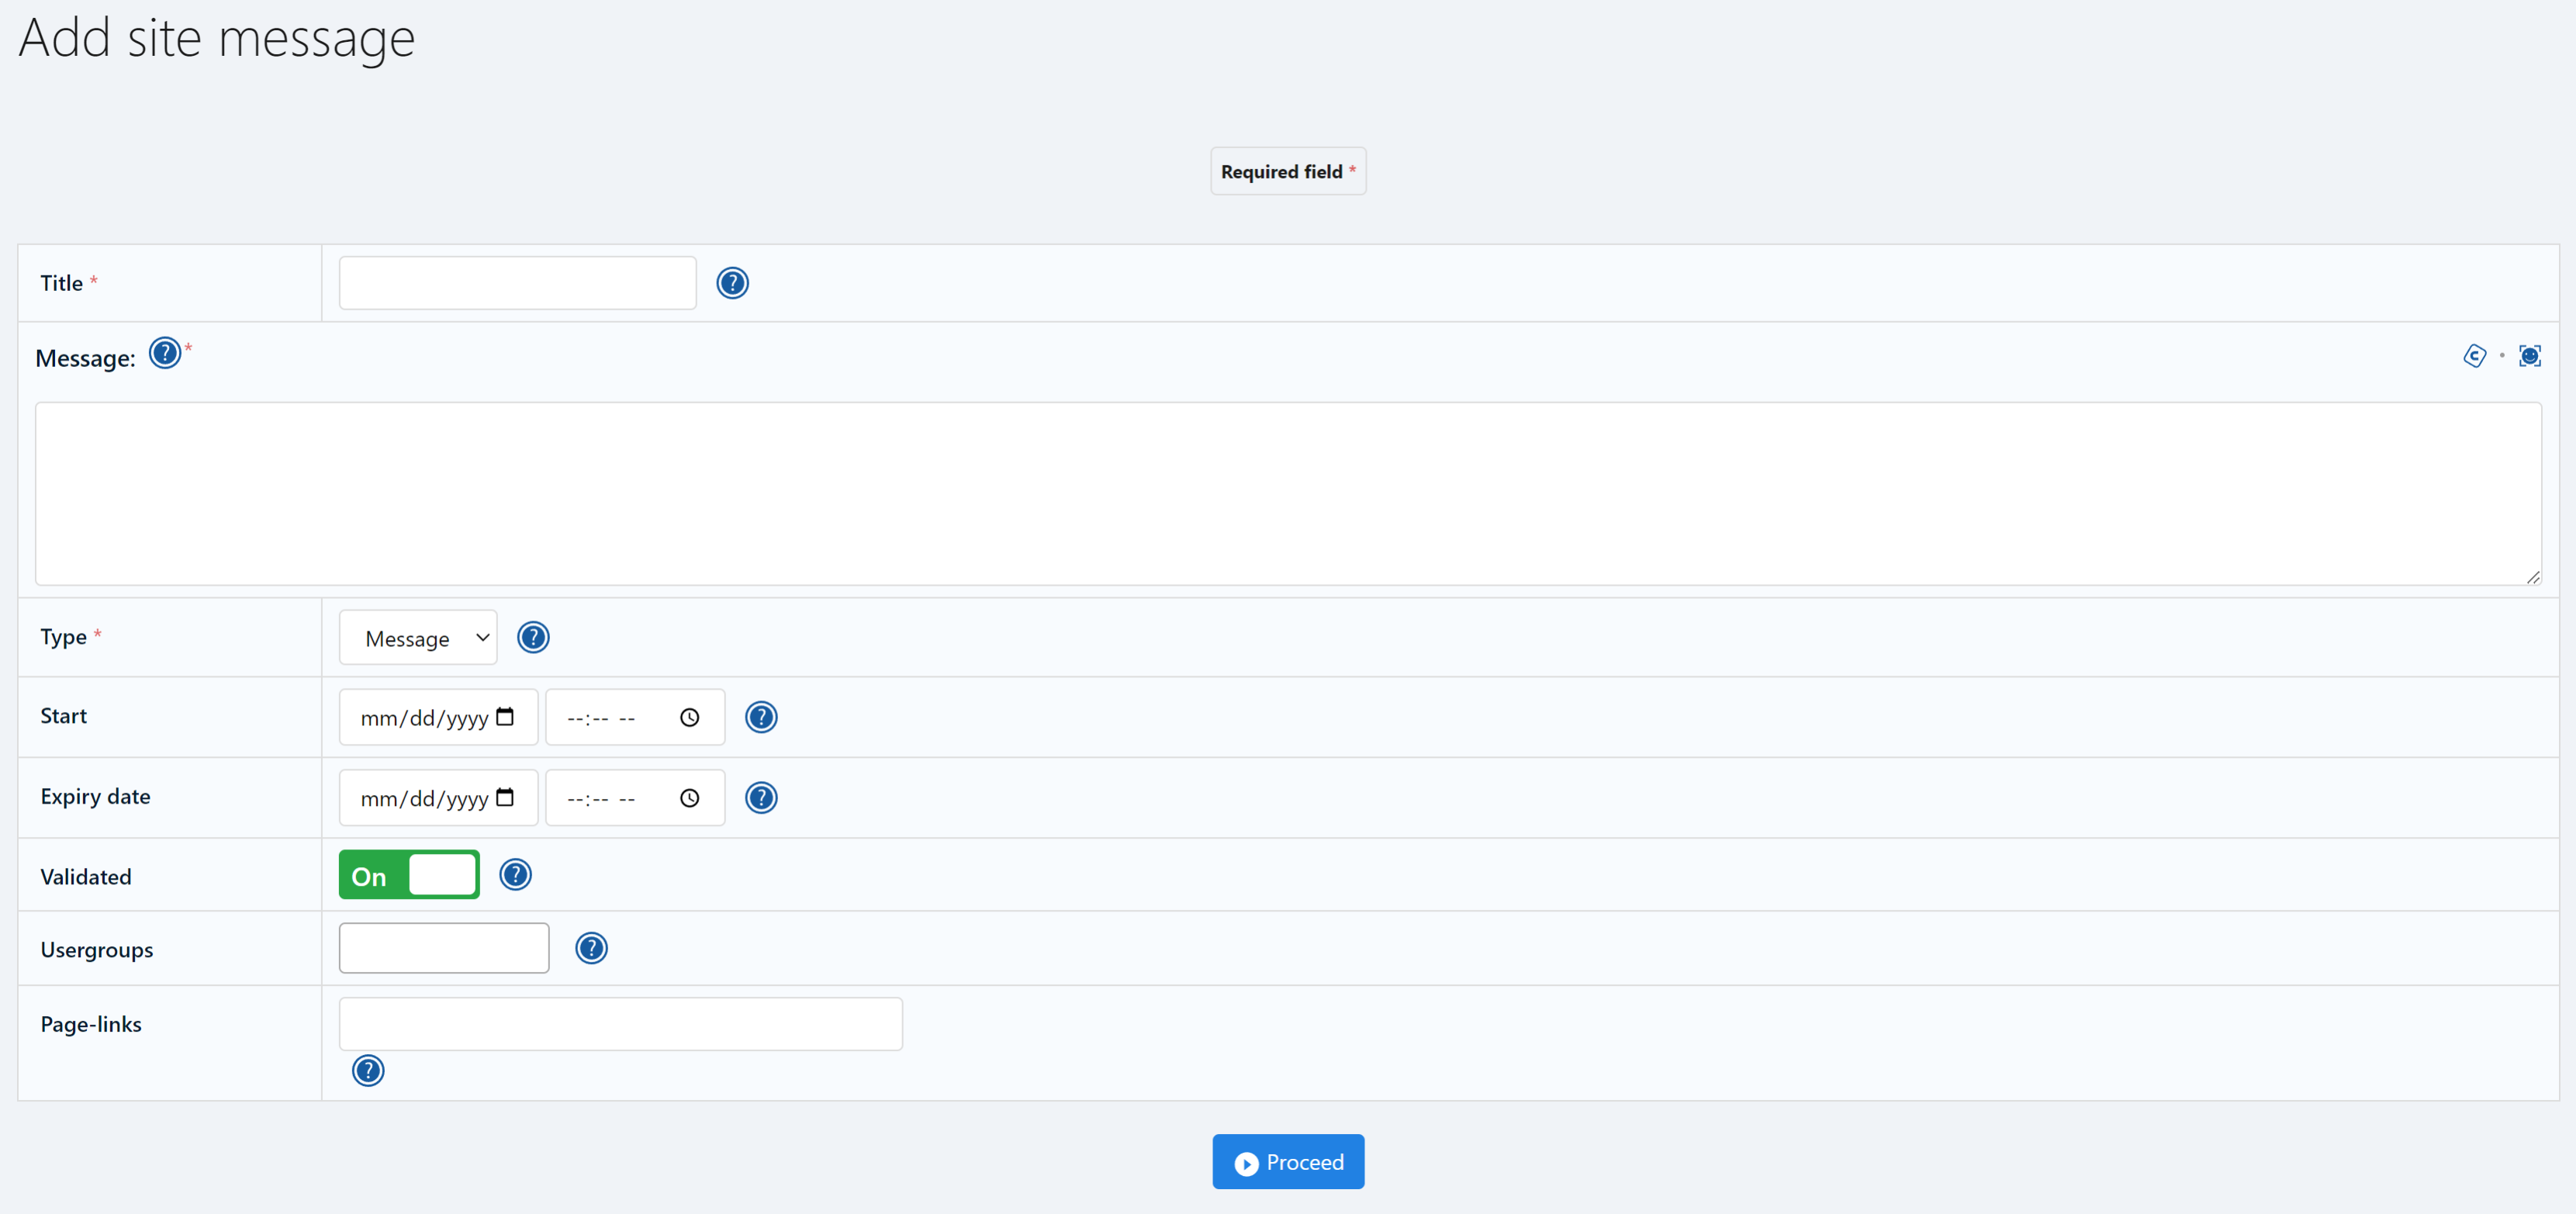 Add site message
Required field *
Title *
?
Message: ? *
C
Type *
Message
?
Start
mm/dd/yyyy
--:-- --
?
Expiry date
mm/dd/yyyy
--:-- --
?
Validated
On
?
Usergroups
?
Page-links
?
Proceed